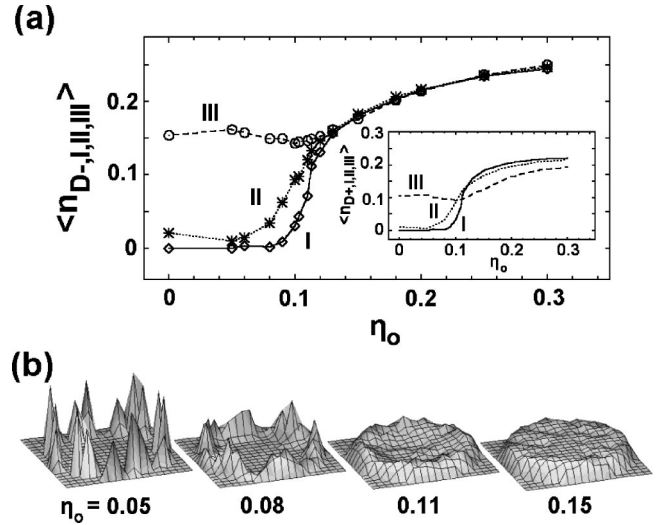 (a)
<n_D-,I,II,III>
0.2
0.1
0
III
II
I
0
0.1
0.2
0.3
η_o
<n_D+,I,II,III>
0.3
0.2
0.1
0.0
III
II
I
0.0
0.1
0.2
0.3
η_o
(b)
η_o = 0.05
0.08
0.11
0.15